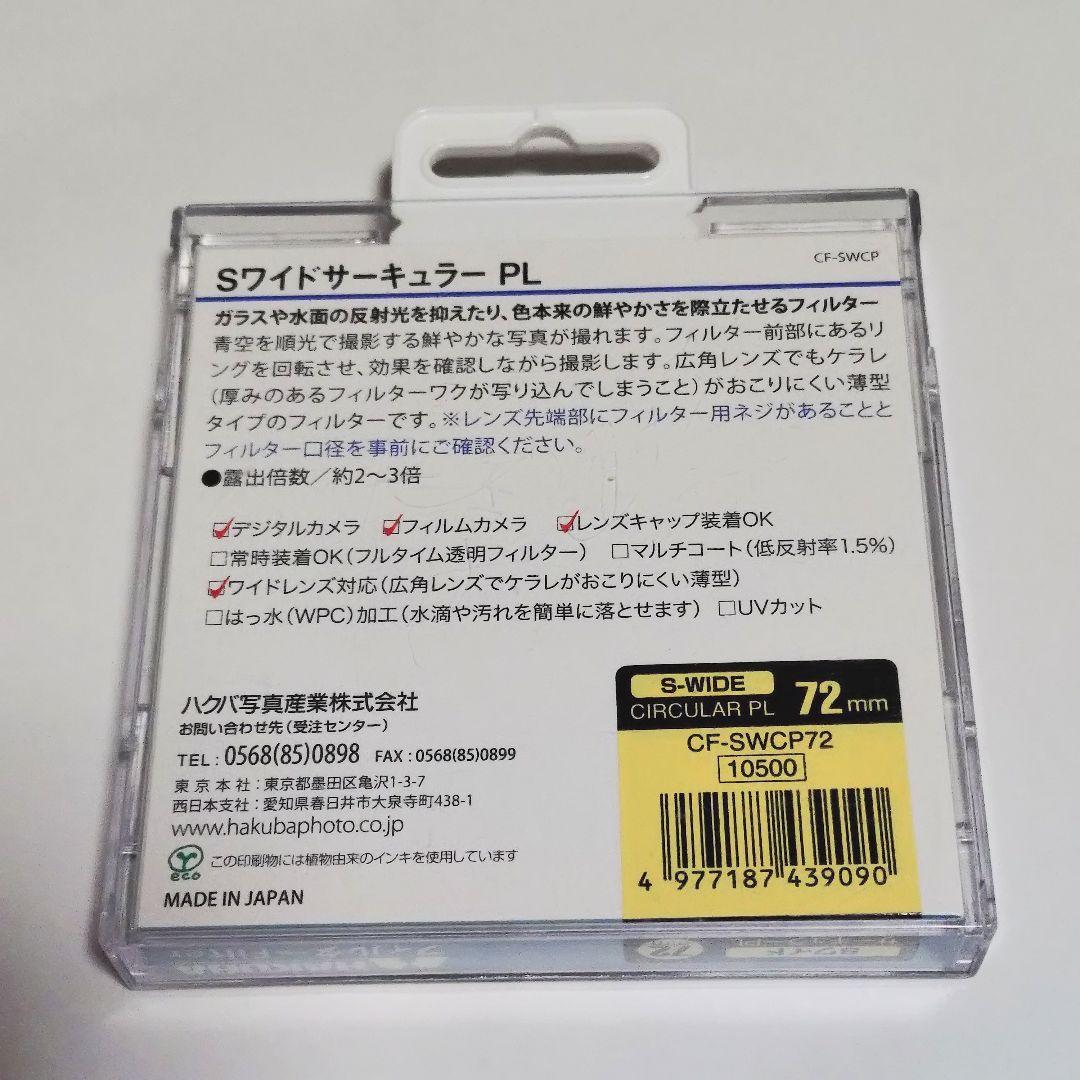 Sワイドサーキュラー PL
CF-SWCP
ガラスや水面の反射光を抑えたり、色本来の鮮やかさを際立たせるフィルター
青空を順光で撮影する鮮やかな写真が撮れます。フィルター前部にあるリ
ングを回転させ、効果を確認しながら撮影します。広角レンズでもケラレ
(厚みのあるフィルターワクが写り込んでしまうこと)がおこりにくい薄型
タイプのフィルターです。※レンズ先端部にフィルター用ネジがあることと
フィルター口径を事前にご確認ください。
●露出倍数/約2〜3倍
☑デジタルカメラ ☑フィルムカメラ ☑レンズキャップ装着OK
□常時装着OK(フルタイム透明フィルター) □マルチコート(低反射率1.5%)
☑ワイドレンズ対応(広角レンズでケラレがおこりにくい薄型)
□はっ水(WPC)加工(水滴や汚れを簡単に落とせます) □UVカット
ハクバ写真産業株式会社
お問い合わせ先(受注センター)
TEL:0568(85)0898 FAX:0568(85)0899
東京本社:東京都墨田区亀沢1-3-7
西日本支社:愛知県春日井市大泉寺町438-1
www.hakubaphoto.co.jp
eco この印刷物には植物由来のインキを使用しています
MADE IN JAPAN
S-WIDE
CIRCULAR PL 72mm
CF-SWCP72
10500
4 977187 439090